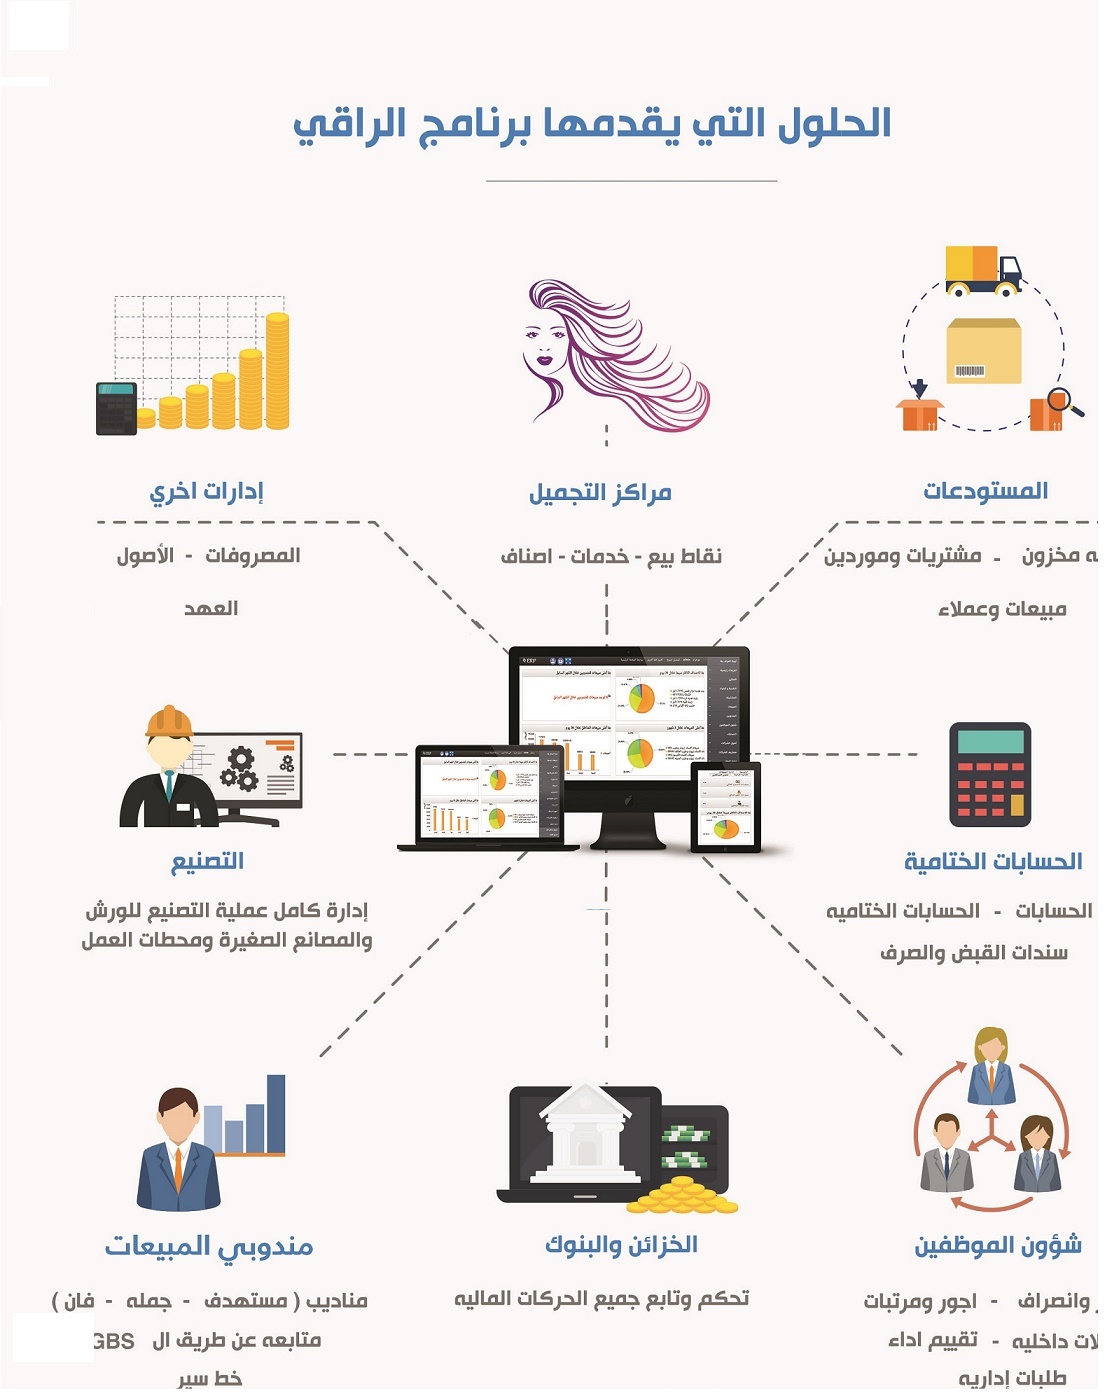 الحلول التي يقدمها برنامج الراقي
المستودعات
مخزون - مشتريات وموردين
مبيعات وعملاء
مراكز التجميل
نقاط بيع - خدمات - اصناف
إدارات اخري
المصروفات - الأصول
العهد
الحسابات الختامية
الحسابات - الحسابات الختاميه
سندات القبض والصرف
التصنيع
إدارة كامل عملية التصنيع للورش
والمصانع الصغيرة ومحطات العمل
شؤون الموظفين
وانصراف - اجور ومرتبات
داخليه - تقييم اداء
طلبات إداريه
الخزائن والبنوك
تحكم وتابع جميع الحركات الماليه
مندوبي المبيعات
مناديب ( مستهدف - جمله - فان )
متابعه عن طريق ال GBS
خط سير